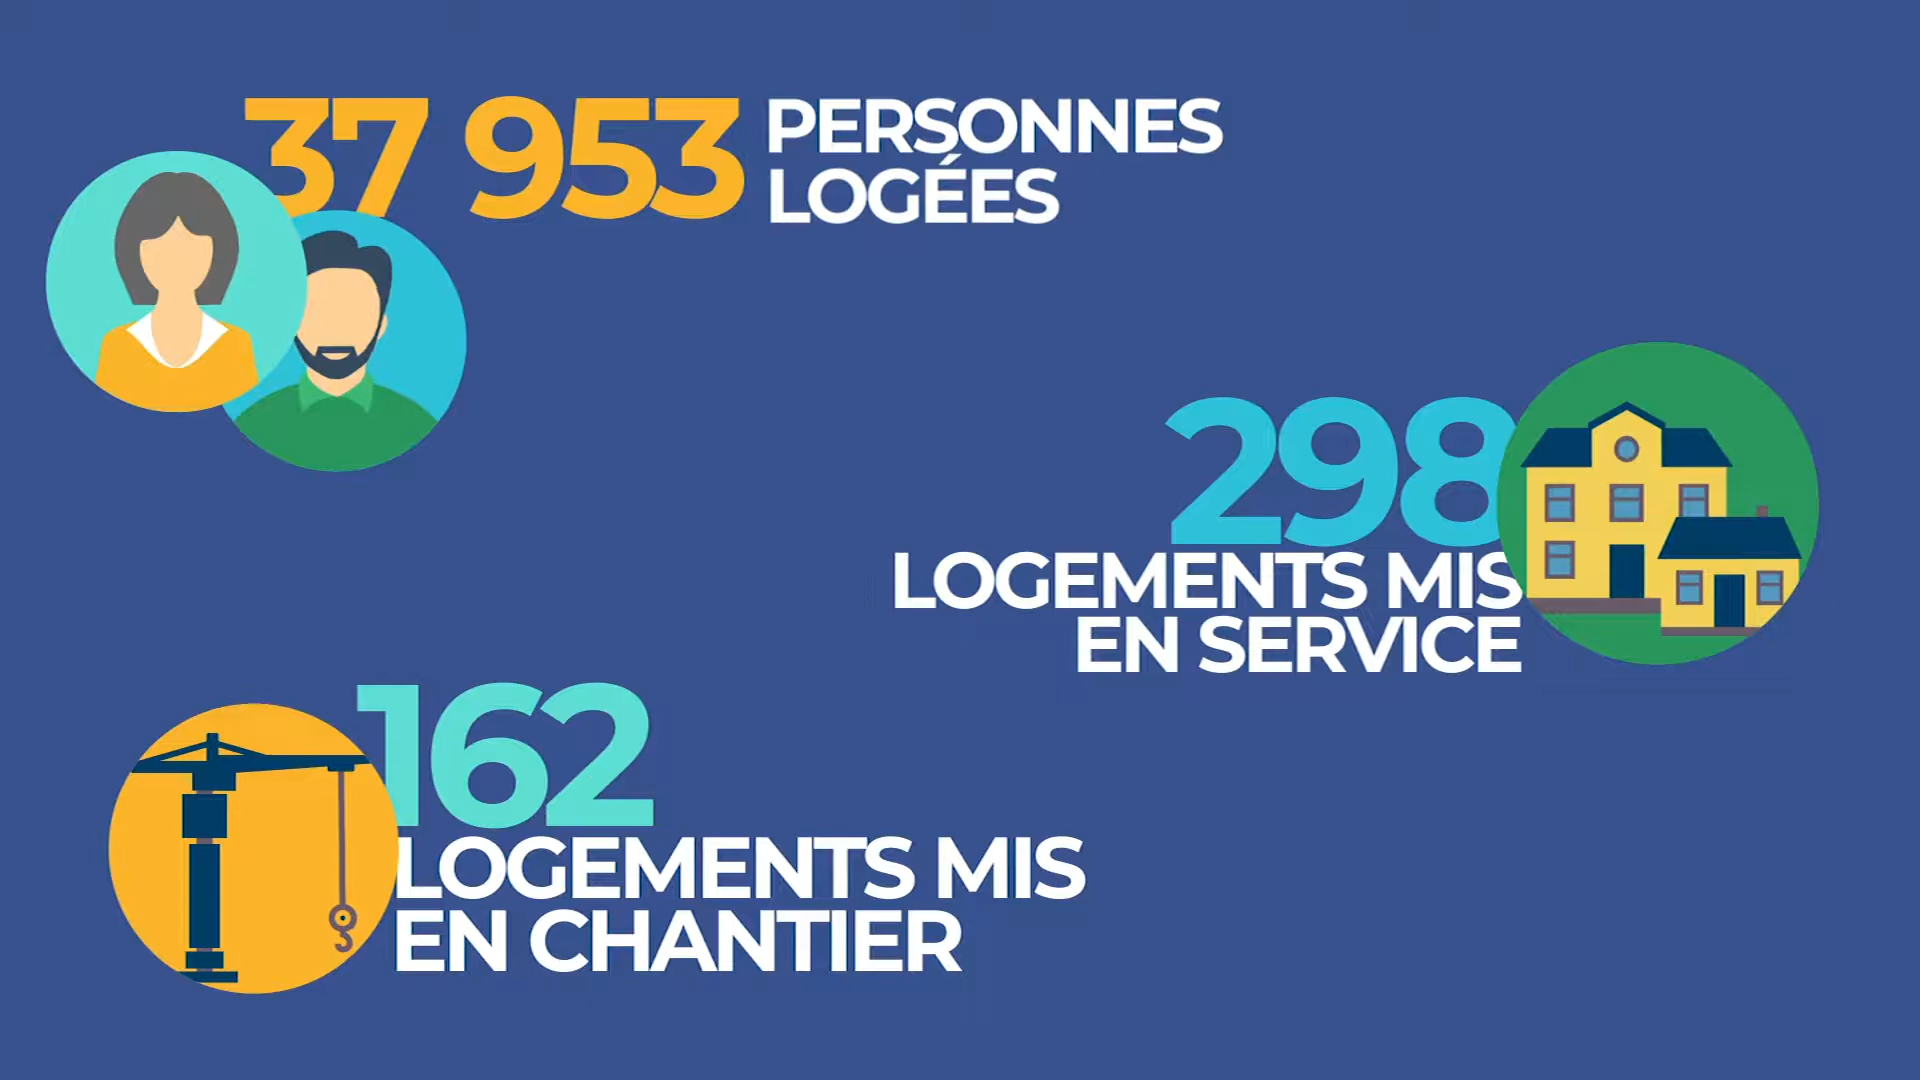 37 953 PERSONNES
LOGÉES
298
LOGEMENTS MIS
EN SERVICE
162
LOGEMENTS MIS
EN CHANTIER